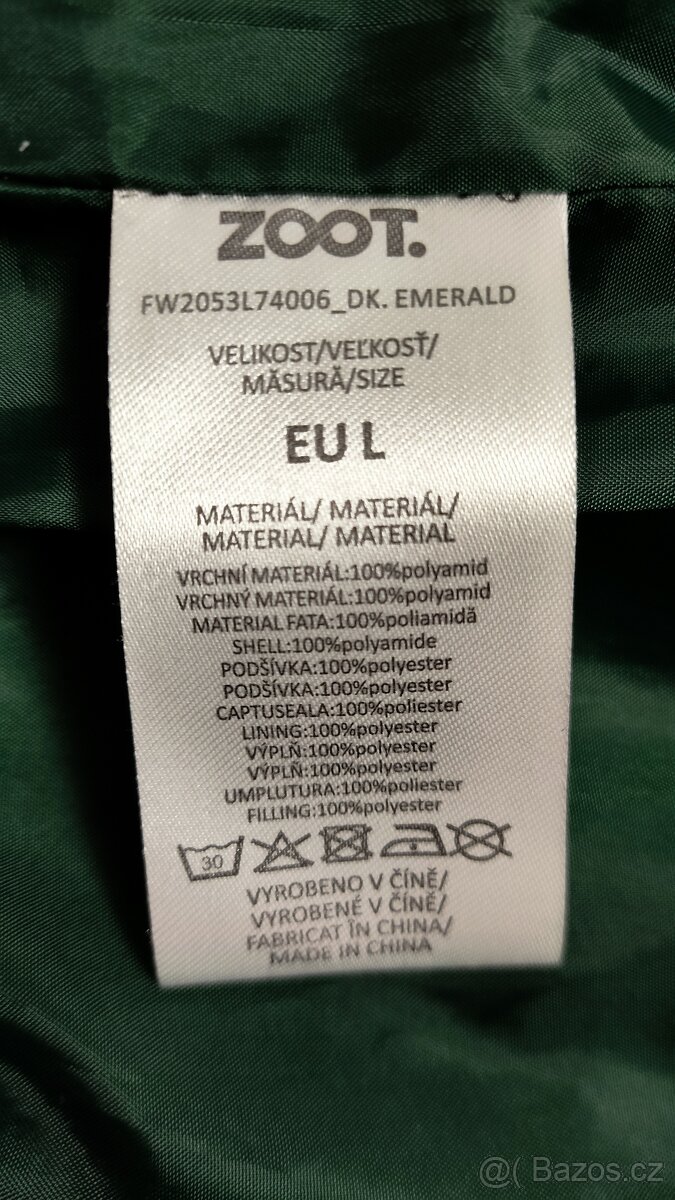 ZOOT.
FW2053L74006_DK. EMERALD
VELIKOST/VEĽKOSŤ/
MĂSURĂ/SIZE
EU L
MATERIÁL/ MATERIÁL/
MATERIAL/ MATERIAL
VRCHNÍ MATERIÁL:100%polyamid
VRCHNÝ MATERIÁL:100%polyamid
MATERIAL FATA:100%poliamidă
SHELL:100%polyamide
PODŠÍVKA:100%polyester
PODŠÍVKA:100%polyester
CAPTUSEALA:100%poliester
LINING:100%polyester
VÝPLŇ:100%polyester
VÝPLŇ:100%polyester
UMPLUTURA:100%poliester
FILLING:100%polyester
30
VYROBENO V ČÍNĚ/
VYROBENÉ V ČÍNĚ/
FABRICAT ÎN CHINA/
MADE IN CHINA
@( Bazos.cz